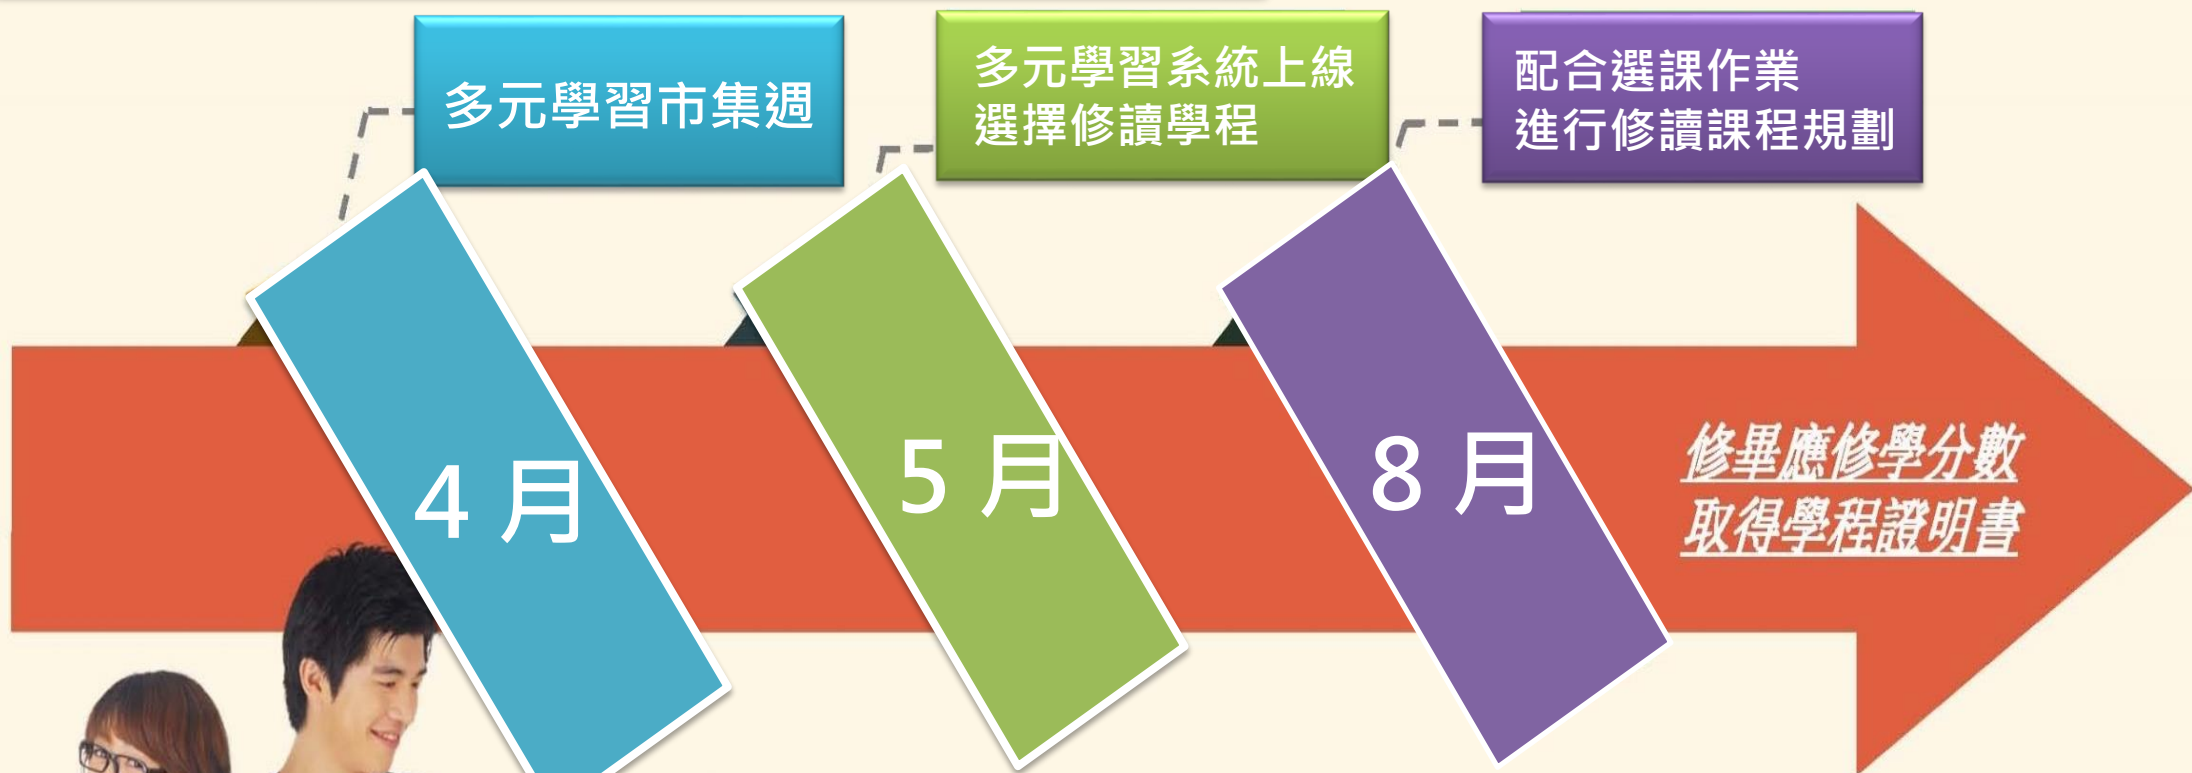 多元學習市集週
多元學習系統上線
選擇修讀學程
配合選課作業
進行修讀課程規劃
4月
5月
8月
修畢應修學分數
取得學程證明書